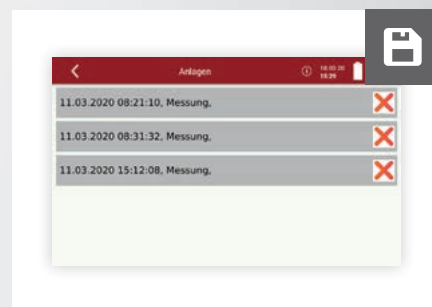 Anlagen
11.03.2020 08:21:10, Messung,
11.03.2020 08:31:32, Messung,
11.03.2020 15:12:08, Messung,